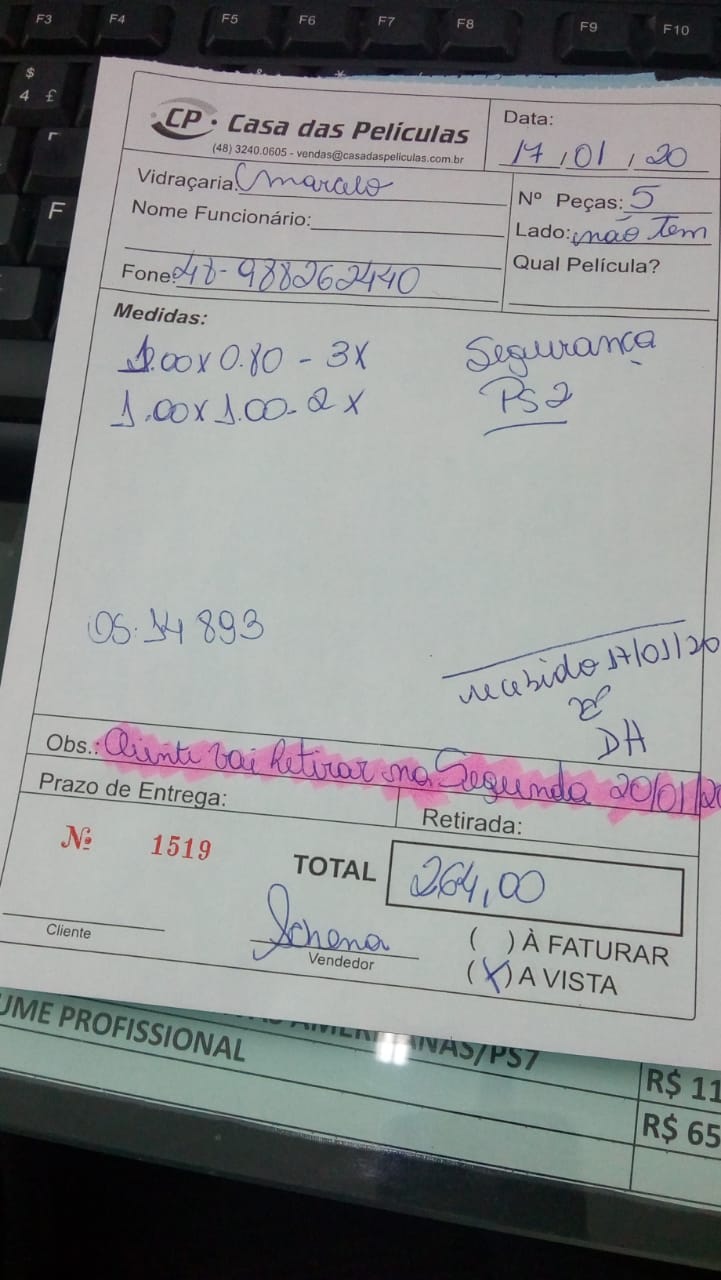 F3 F4 F5 F6 F7 F8 F9 F10
$
4 £
F
CP · Casa das Películas
(48) 3240.0605 - vendas@casadaspeliculas.com.br
Data:
17/01/20
Vidraçaria: Marcelo
Nº Peças: 5
Nome Funcionário:
Lado: não Tem
Qual Película?
Fone: 48-988262440
Medidas:
1.00x0.80 - 3x
Segurança
1.00x1.00-2x
PS2
OS: 14893
recebido 17/01/20
DH
Obs.: Cliente vai Retirar na Segunda 20/01/20
Prazo de Entrega:
Retirada:
Nº 1519
TOTAL 264,00
Cliente
Vendedor
( ) À FATURAR
(X) A VISTA
UME PROFISSIONAL
AMERICANAS/PS7
R$ 11
R$ 65